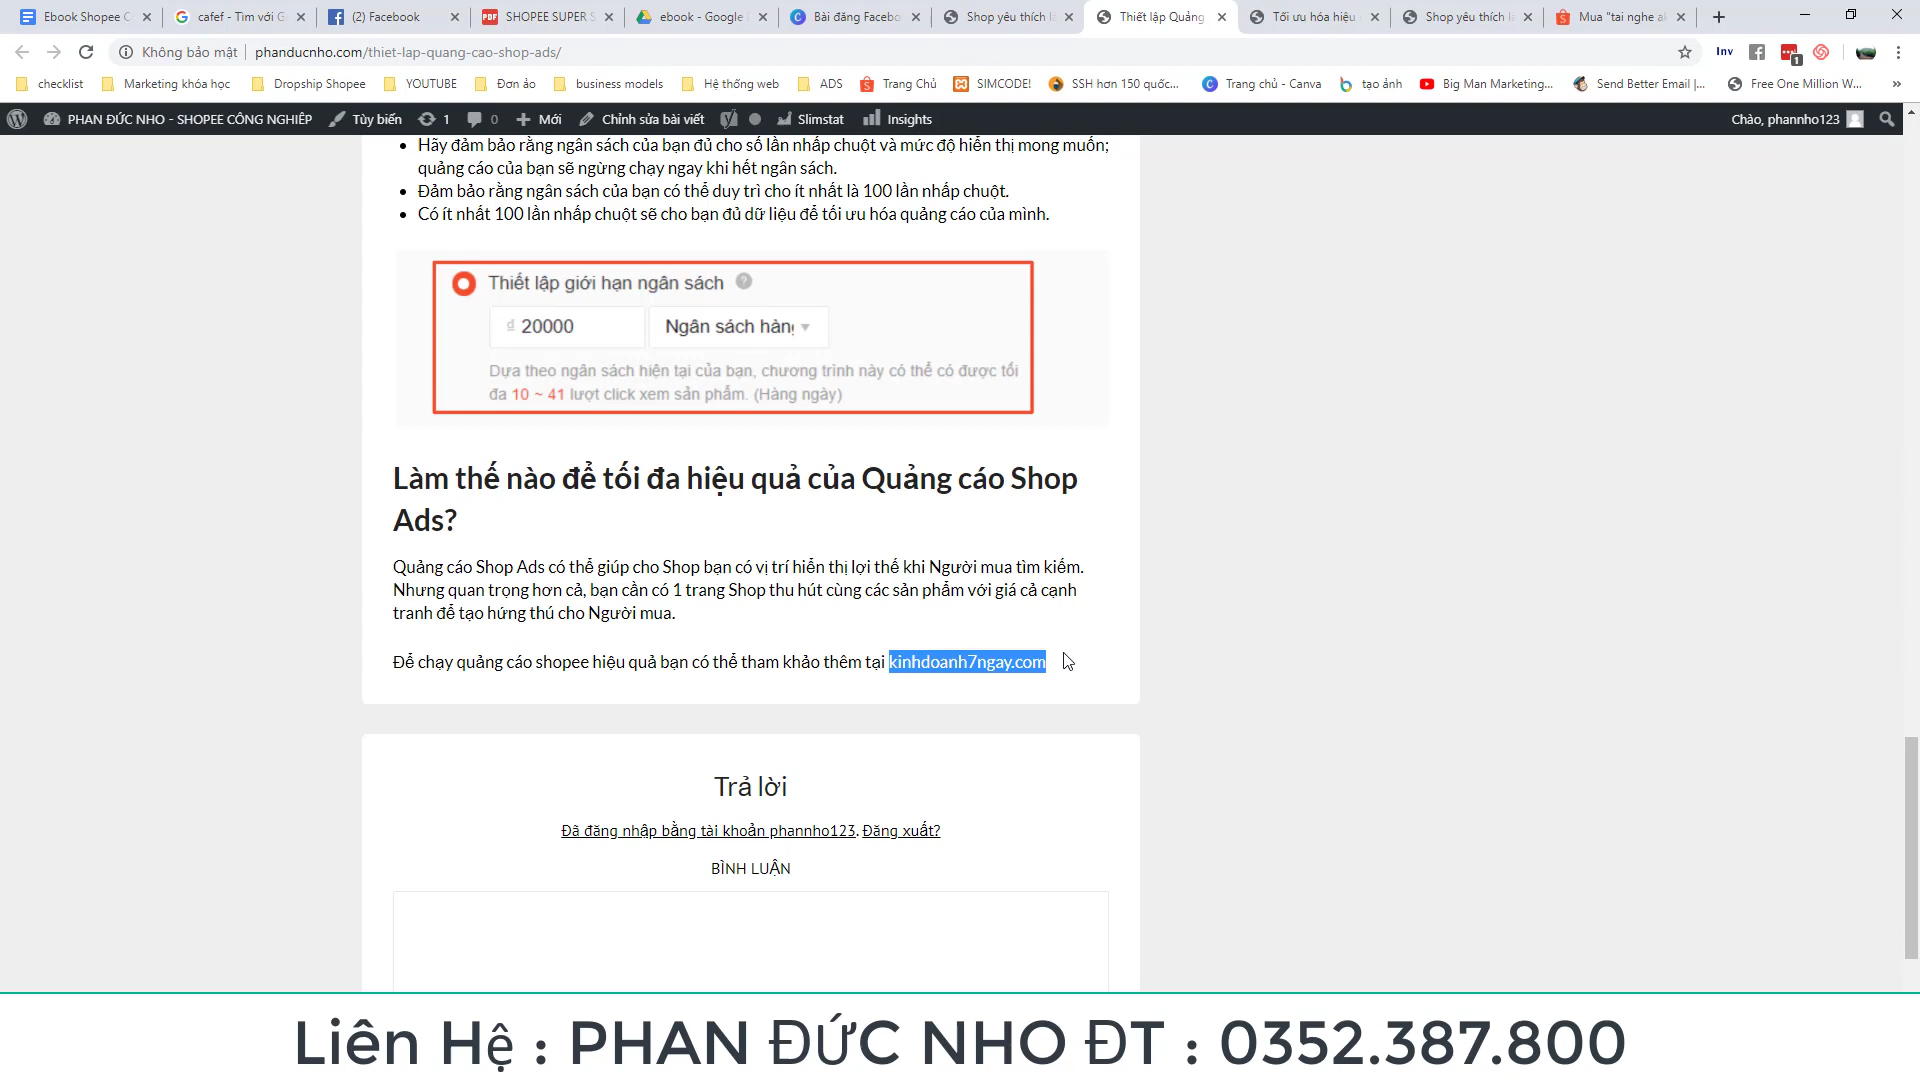 Ebook Shopee C
cafef - Tìm với G
(2) Facebook
SHOPEE SUPER S
ebook - Google
Bài đăng Facebo
Shop yêu thích là
Thiết lập Quảng
Tối ưu hóa hiệu
Shop yêu thích là
Mua "tai nghe a
Không bảo mật
phanducnho.com/thiet-lap-quang-cao-shop-ads/
Inv
1
checklist
Marketing khóa học
Dropship Shopee
YOUTUBE
Đơn ảo
business models
Hệ thống web
ADS
Trang Chủ
SIMCODE!
SSH hơn 150 quốc...
Trang chủ - Canva
tạo ảnh
Big Man Marketing...
Send Better Email |...
Free One Million W...
»
PHAN ĐỨC NHO - SHOPEE CÔNG NGHIỆP
Tùy biến
1
0
Mới
Chỉnh sửa bài viết
Slimstat
Insights
Chào, phannho123
• Hãy đảm bảo rằng ngân sách của bạn đủ cho số lần nhấp chuột và mức độ hiển thị mong muốn;
quảng cáo của bạn sẽ ngừng chạy ngay khi hết ngân sách.
• Đảm bảo rằng ngân sách của bạn có thể duy trì cho ít nhất là 100 lần nhấp chuột.
• Có ít nhất 100 lần nhấp chuột sẽ cho bạn đủ dữ liệu để tối ưu hóa quảng cáo của mình.
Thiết lập giới hạn ngân sách ?
₫ 20000 Ngân sách hàng
Dựa theo ngân sách hiện tại của bạn, chương trình này có thể có được tối
đa 10 ~ 41 lượt click xem sản phẩm. (Hàng ngày)
Làm thế nào để tối đa hiệu quả của Quảng cáo Shop
Ads?
Quảng cáo Shop Ads có thể giúp cho Shop bạn có vị trí hiển thị lợi thế khi Người mua tìm kiếm.
Nhưng quan trọng hơn cả, bạn cần có 1 trang Shop thu hút cùng các sản phẩm với giá cả cạnh
tranh để tạo hứng thú cho Người mua.
Để chạy quảng cáo shopee hiệu quả bạn có thể tham khảo thêm tại kinhdoanh7ngay.com
Trả lời
Đã đăng nhập bằng tài khoản phannho123. Đăng xuất?
BÌNH LUẬN
Liên Hệ : PHAN ĐỨC NHO ĐT : 0352.387.800